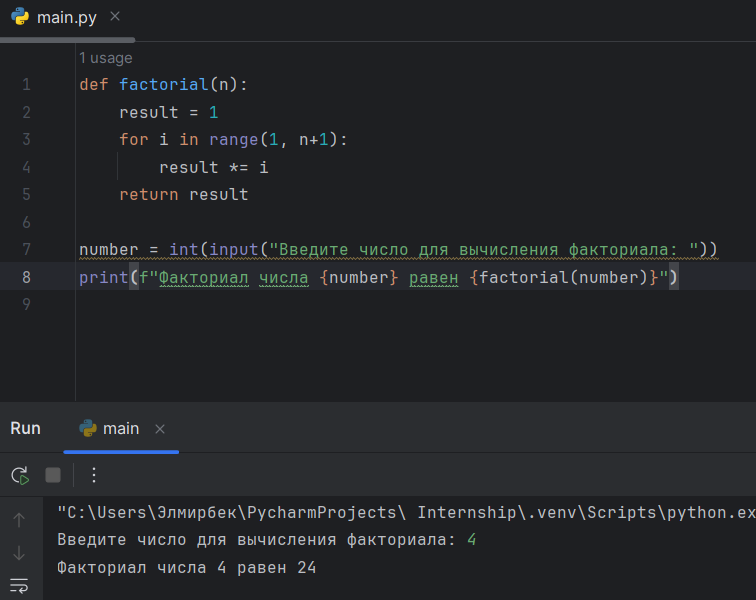 main.py
1 usage
1 def factorial(n):
2 result = 1
3 for i in range(1, n+1):
4 result *= i
5 return result
6
7 number = int(input("Введите число для вычисления факториала: "))
8 print(f"Факториал числа {number} равен {factorial(number)}")
9
Run main
"C:\Users\Элмирбек\PycharmProjects\ Internship\.venv\Scripts\python.ex
Введите число для вычисления факториала: 4
Факториал числа 4 равен 24